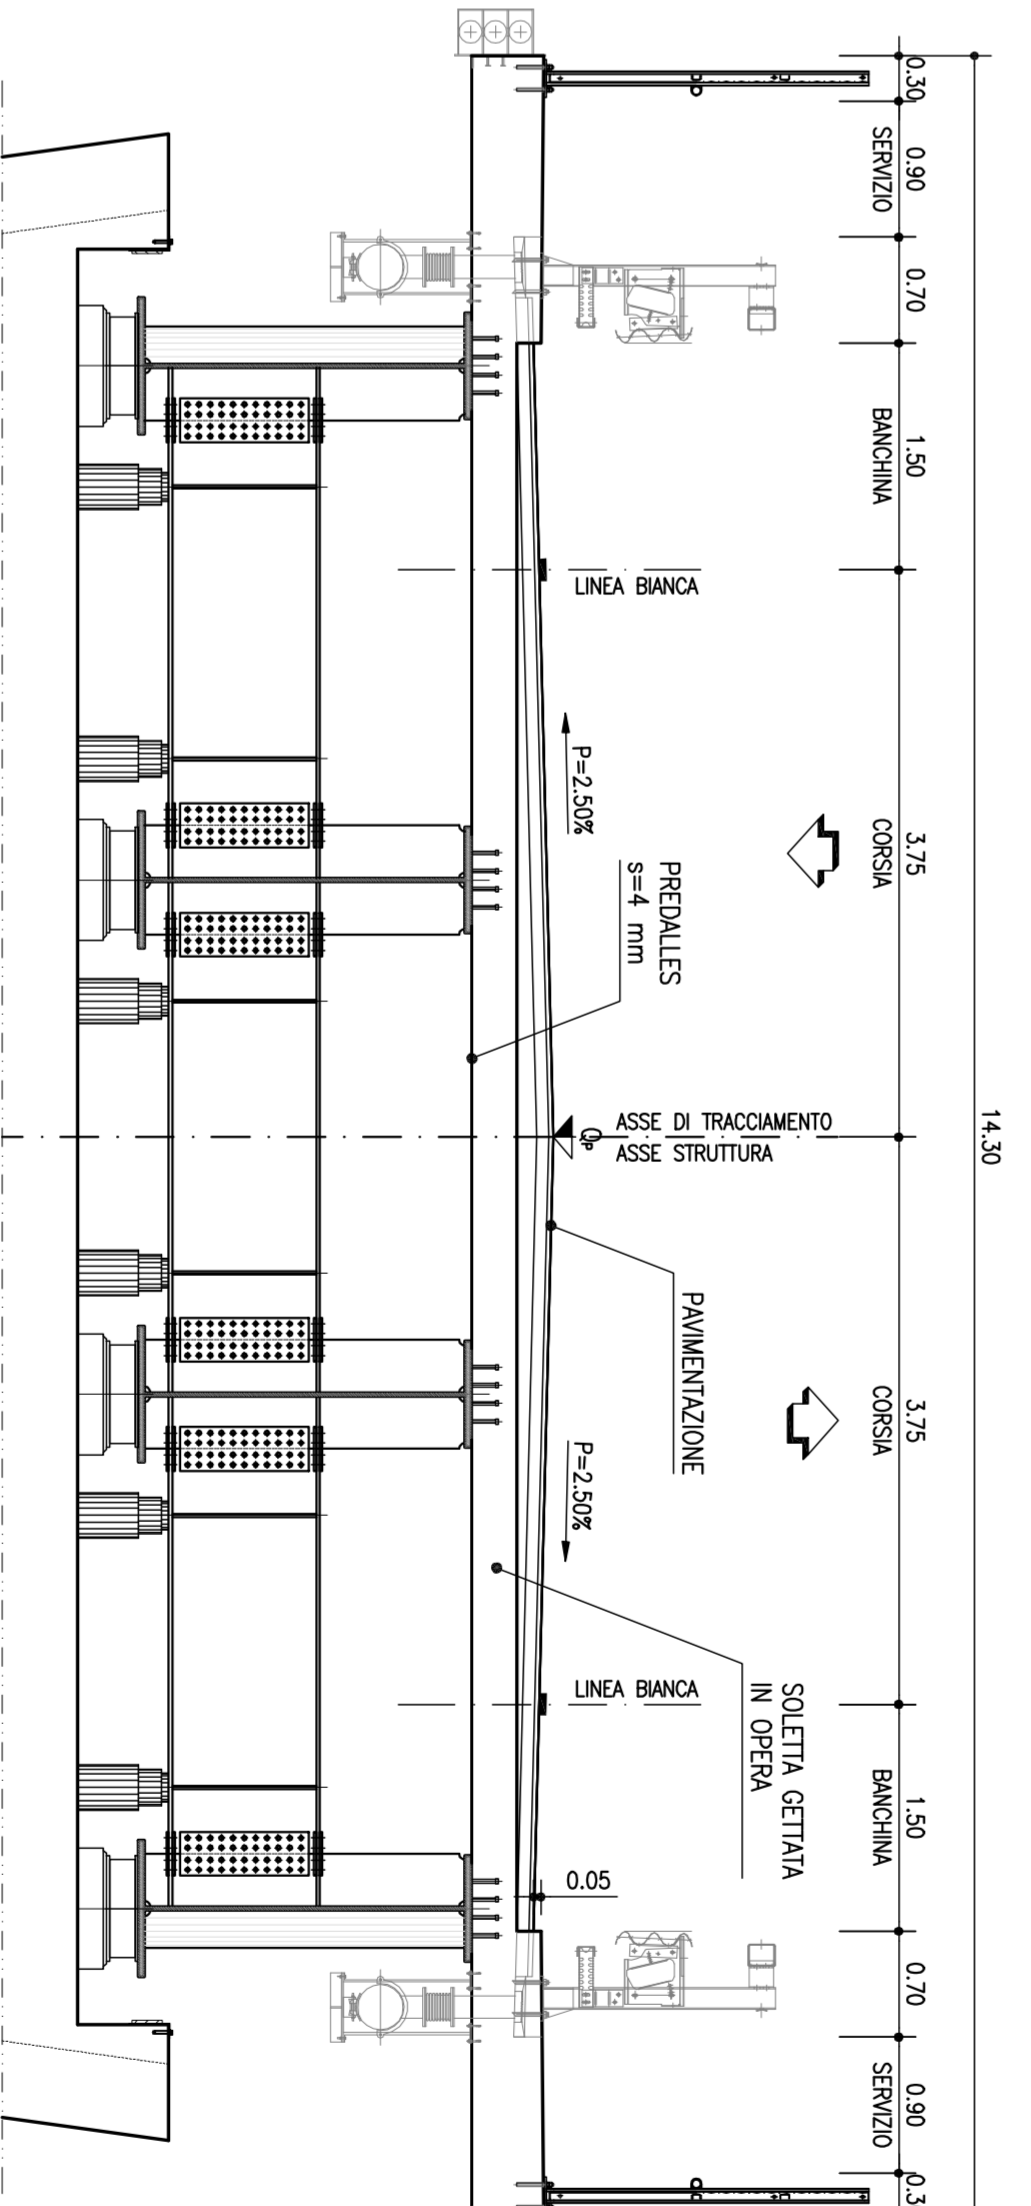 14.30
0.30
0.90
0.70
1.50
3.75
3.75
1.50
0.70
0.90
SERVIZIO
BANCHINA
CORSIA
CORSIA
BANCHINA
SERVIZIO
LINEA BIANCA
P=2.50%
PREDALLES
s=4 mm
ASSE DI TRACCIAMENTO
ASSE STRUTTURA
QP
PAVIMENTAZIONE
P=2.50%
LINEA BIANCA
SOLETTA GETTATA
IN OPERA
0.05